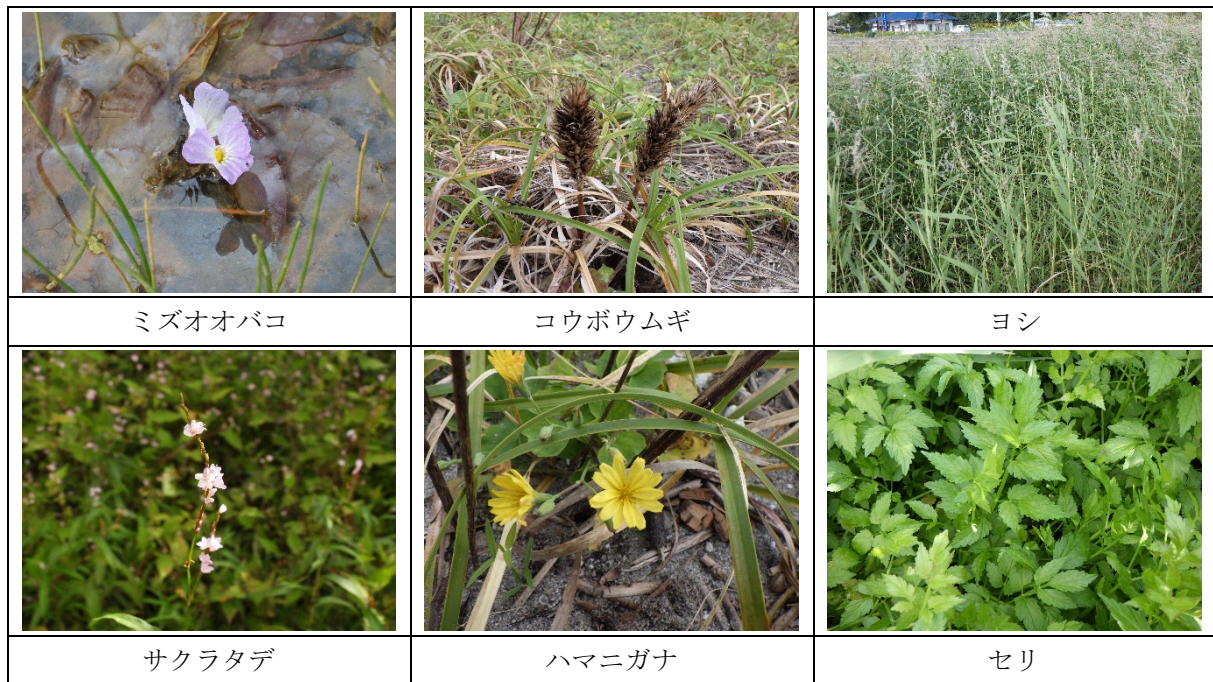 ミズオオバコ
コウボウムギ
ヨシ
サクラタデ
ハマニガナ
セリ